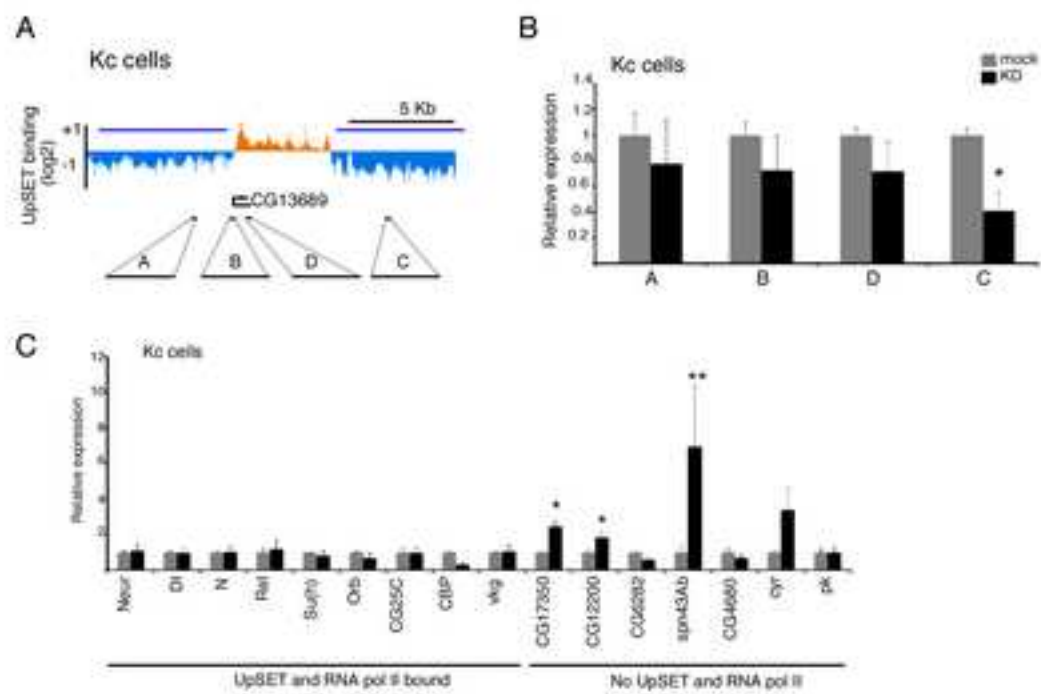 A
Kc cells
UpSET binding
(log2)
+1
-1
5 Kb
CG13689
A
B
D
C
B
Kc cells
mock
KD
Relative expression
1.4
1.2
1
0.8
0.6
0.4
0.2
A
B
D
C
*
C
Kc cells
Relative expression
12
10
8
6
4
2
*
*
**
Neur
Dl
N
Rel
Su(h)
Orb
CG25C
CBP
vkg
CG17350
CG12200
CG6282
spn43Ab
CG4680
cyr
pk
UpSET and RNA pol II bound
No UpSET and RNA pol II